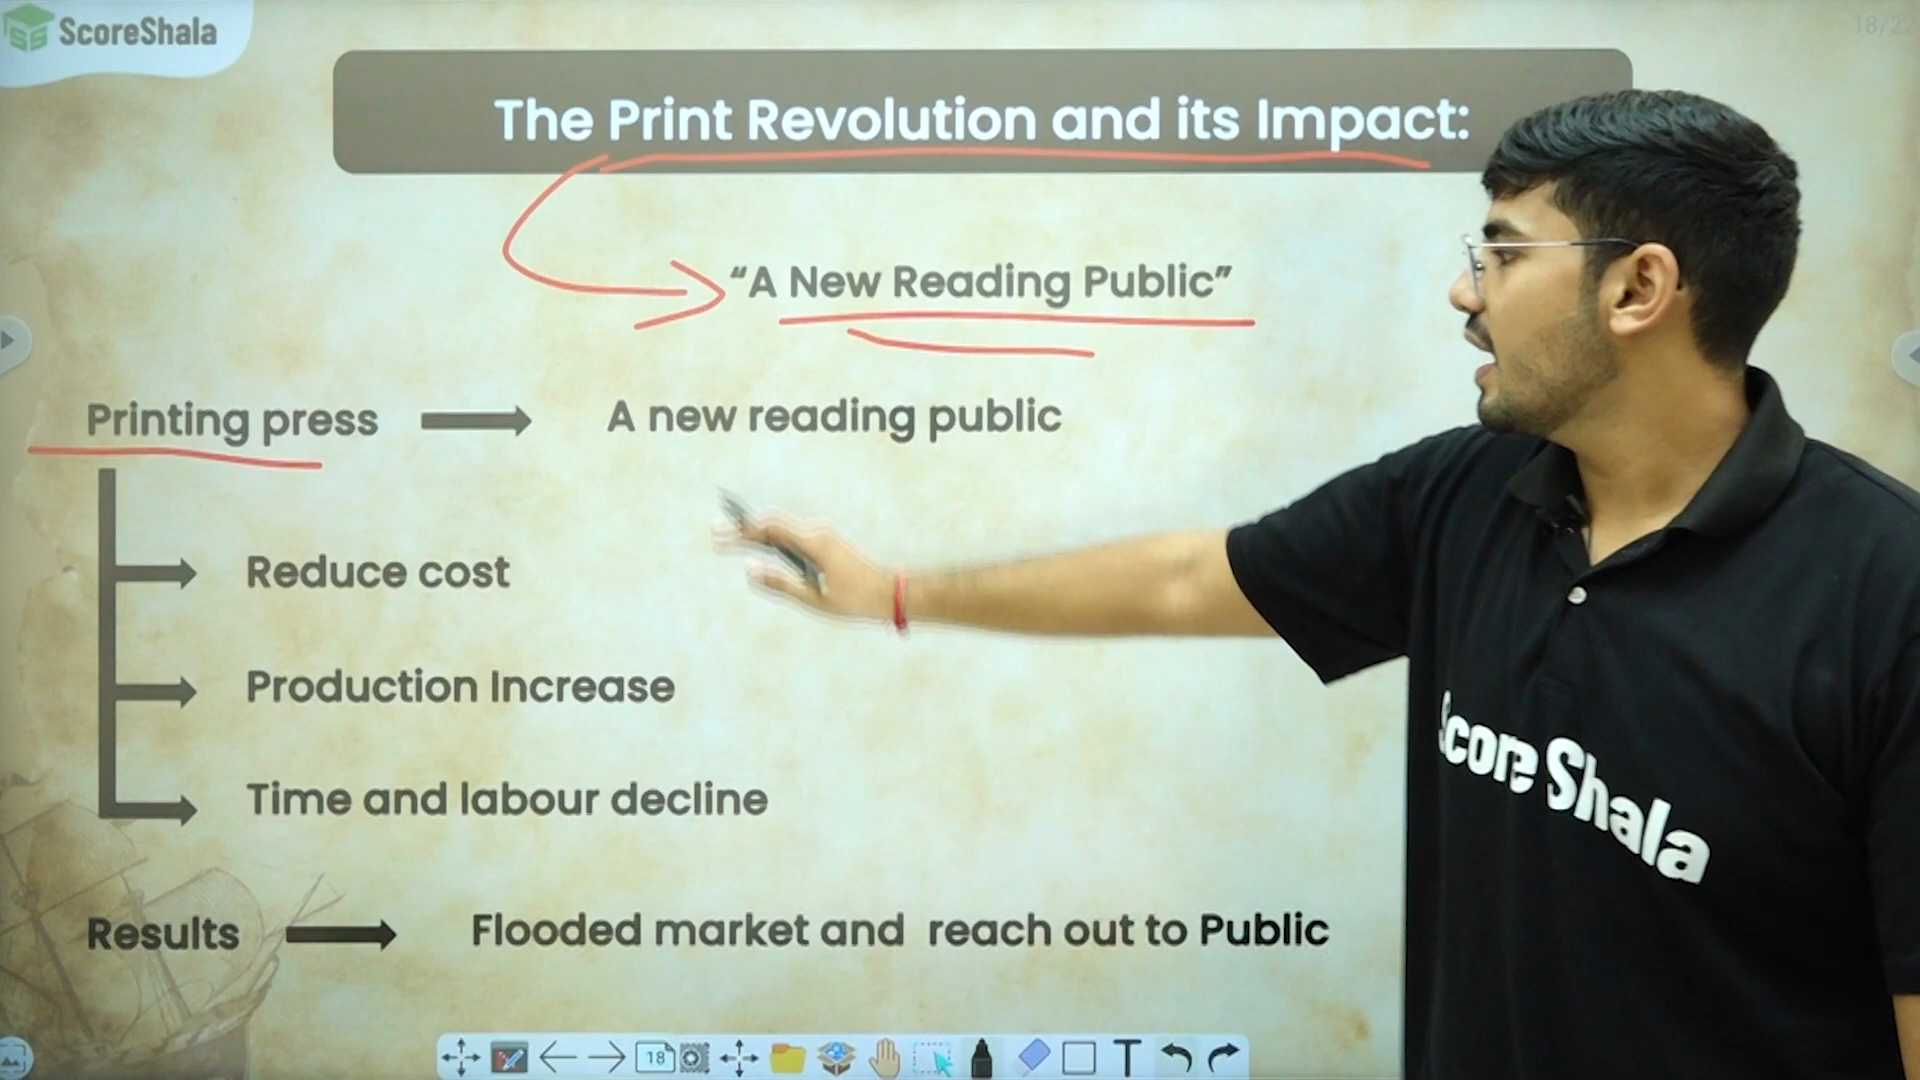 ScoreShala
The Print Revolution and its Impact:
“A New Reading Public”
Printing press
A new reading public
Reduce cost
Production Increase
Time and labour decline
Results
Flooded market and reach out to Public
18
T
Score Shala